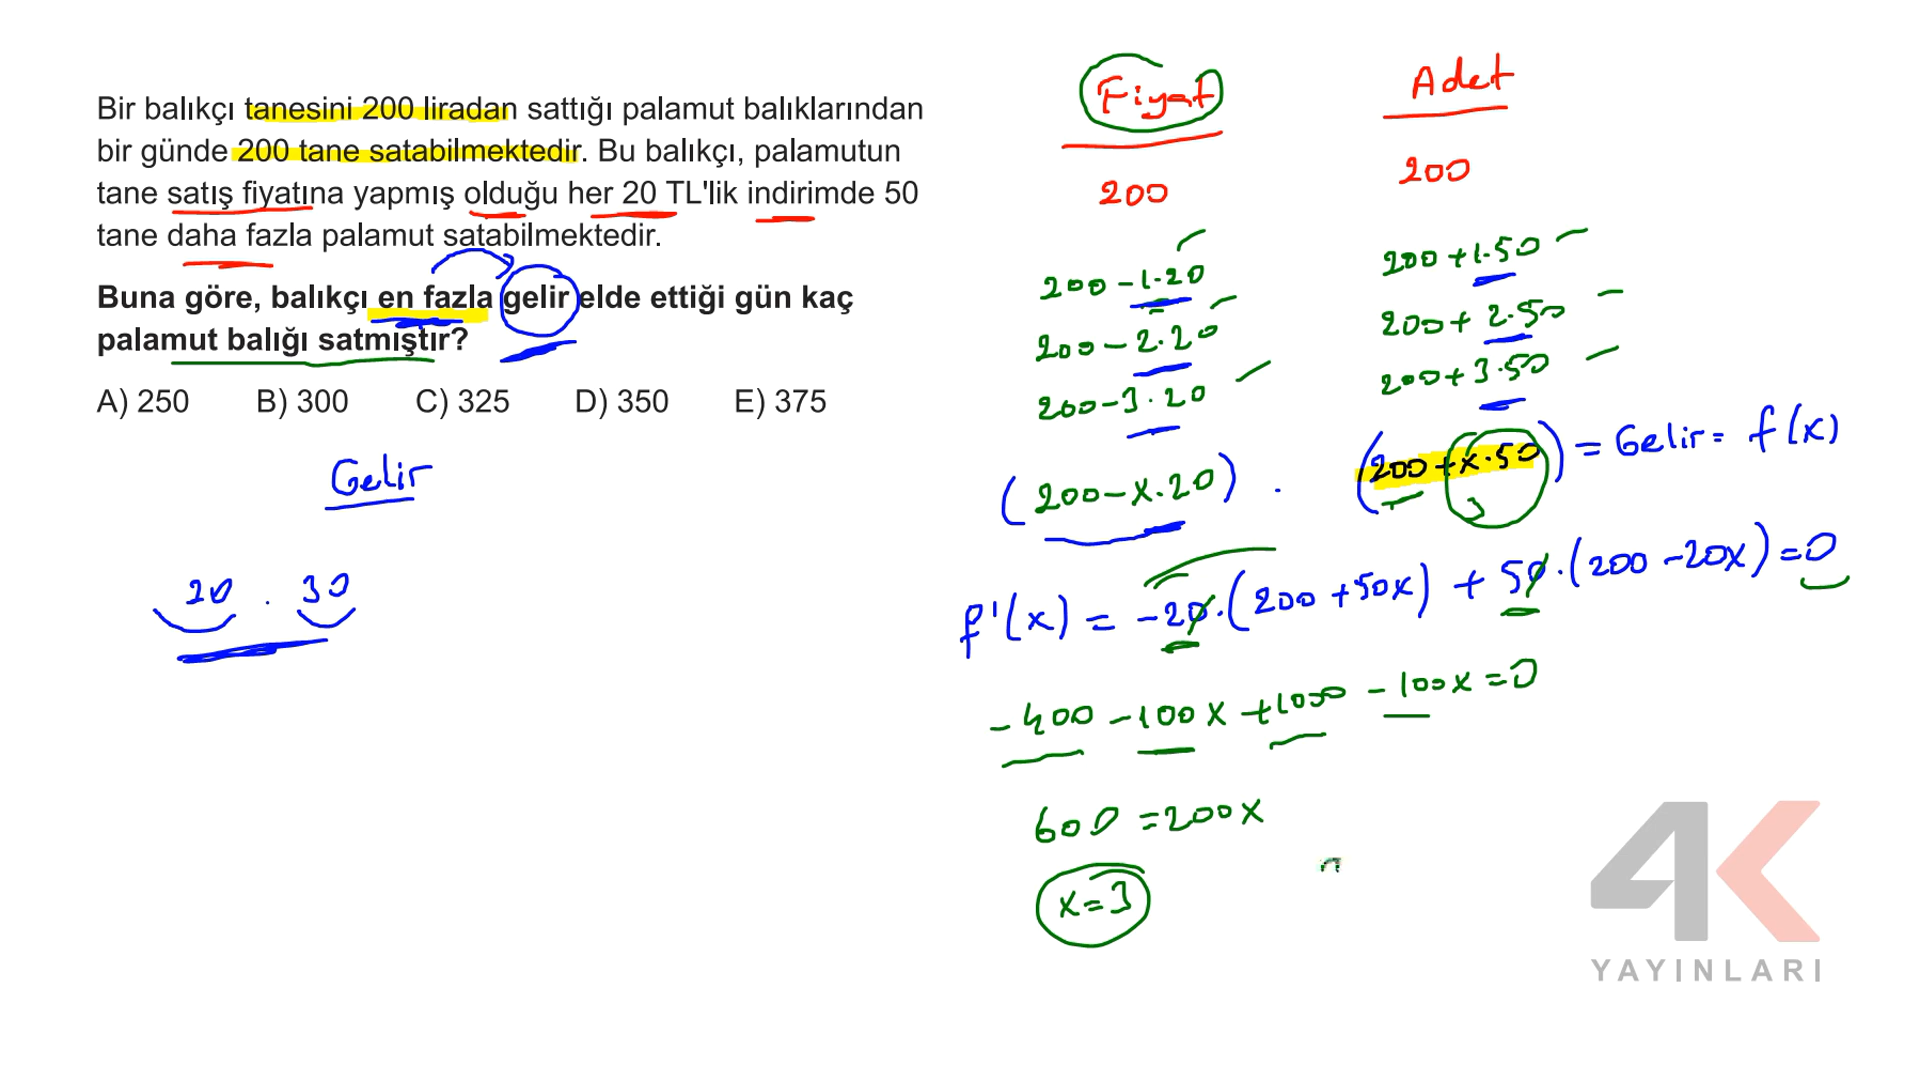 Bir balıkçı tanesini 200 liradan sattığı palamut balıklarından
bir günde 200 tane satabilmektedir. Bu balıkçı, palamutun
tane satış fiyatına yapmış olduğu her 20 TL'lik indirimde 50
tane daha fazla palamut satabilmektedir.
Buna göre, balıkçı en fazla gelir elde ettiği gün kaç
palamut balığı satmıştır?
A) 250 B) 300 C) 325 D) 350 E) 375
Gelir
20 . 30
Fiyat Adet
200 200
200 - 1.20 200 + 1.50
200 - 2.20 200 + 2.50
200 - 3.20 200 + 3.50
(200 - x.20) . (200 + x.50) = Gelir = f(x)
3
f'(x) = -20.(200 + 50x) + 50.(200 - 20x) = 0
-400 - 100x + 1000 - 100x = 0
600 = 200x
x = 3
4K
YAYINLARI